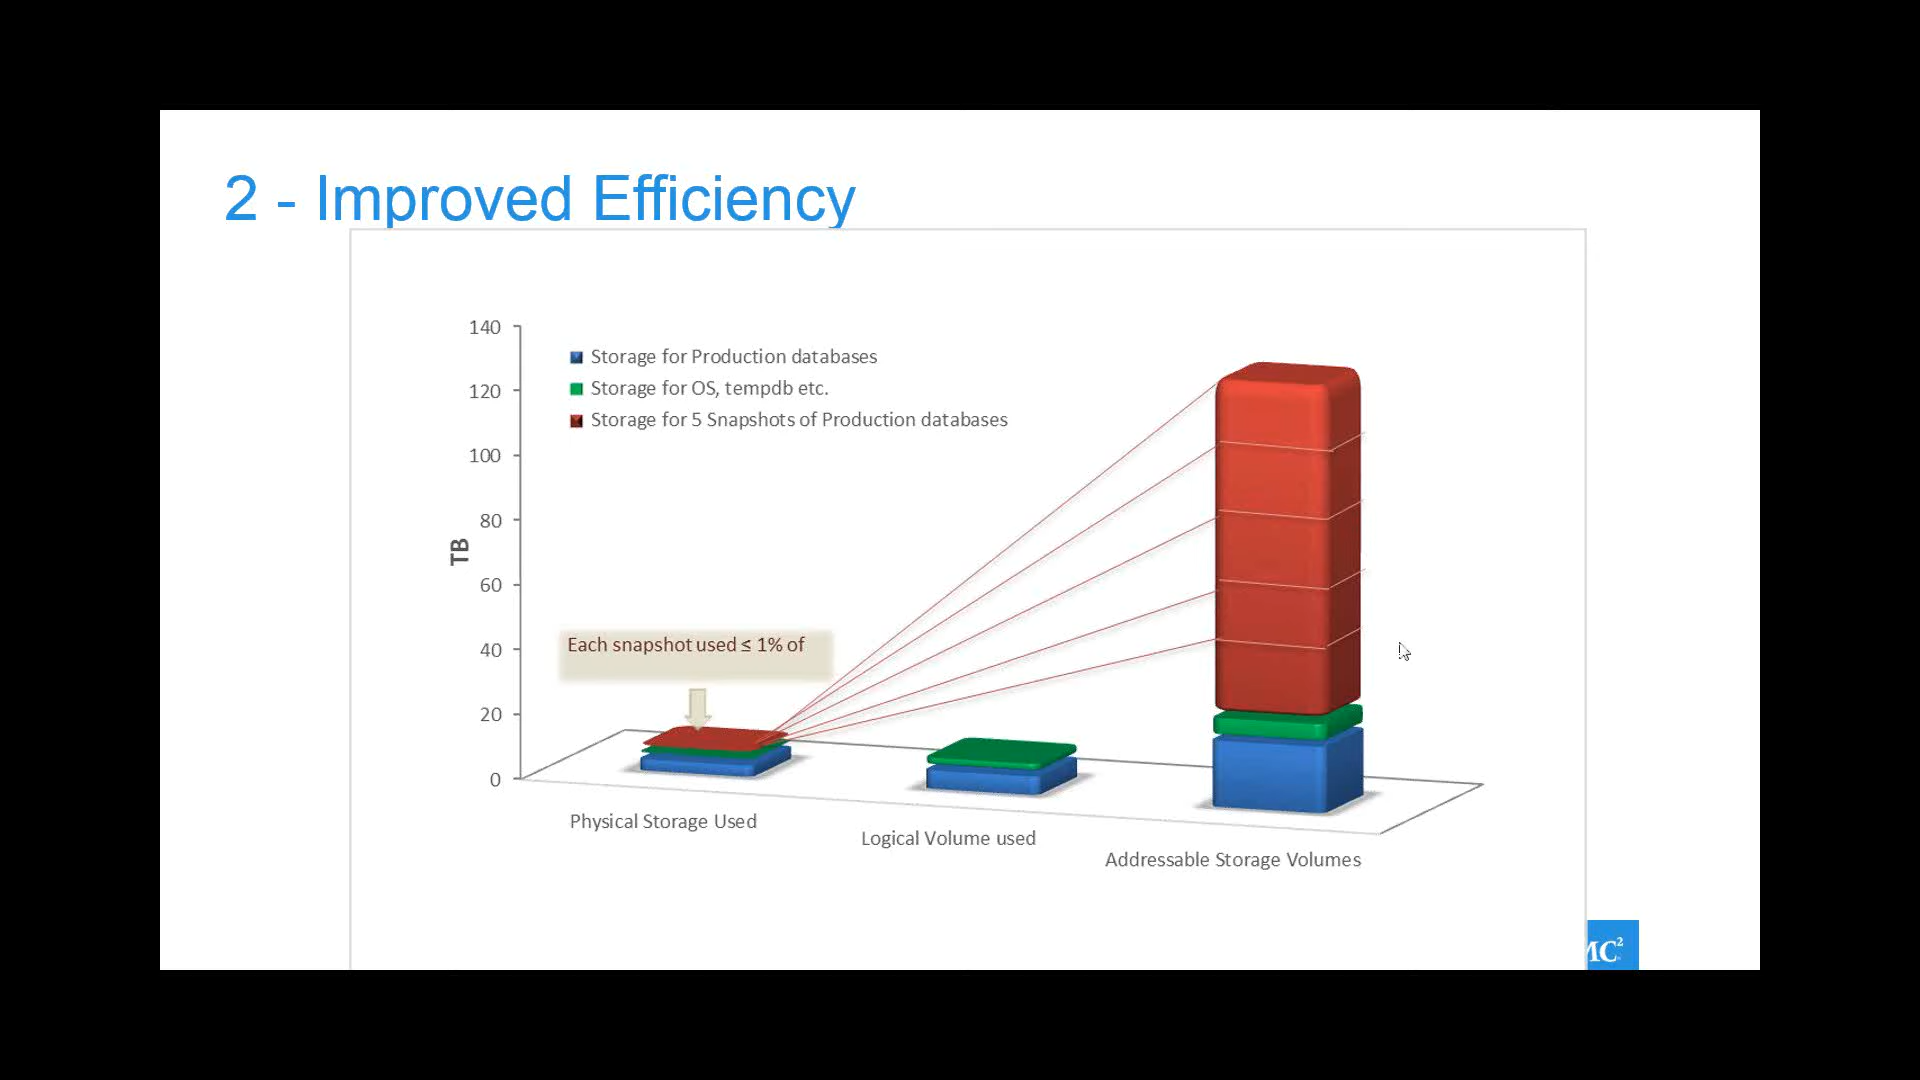 2 - Improved Efficiency
140
120
100
80
60
40
20
0
TB
Storage for Production databases
Storage for OS, tempdb etc.
Storage for 5 Snapshots of Production databases
Each snapshot used ≤ 1% of
Physical Storage Used
Logical Volume used
Addressable Storage Volumes
MC²